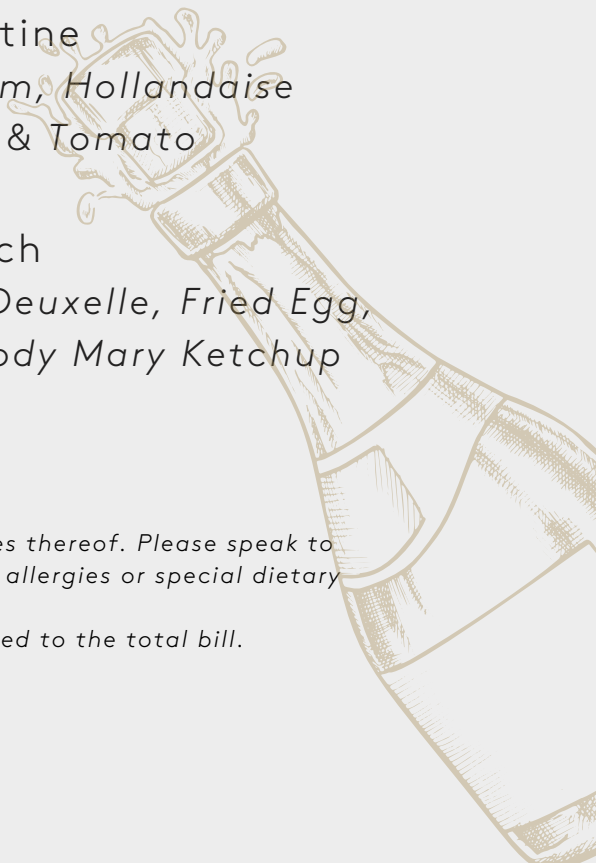 tine
m, Hollandaise
& Tomato
ch
Deuxelle, Fried Egg,
ody Mary Ketchup
es thereof. Please speak to
allergies or special dietary
ed to the total bill.